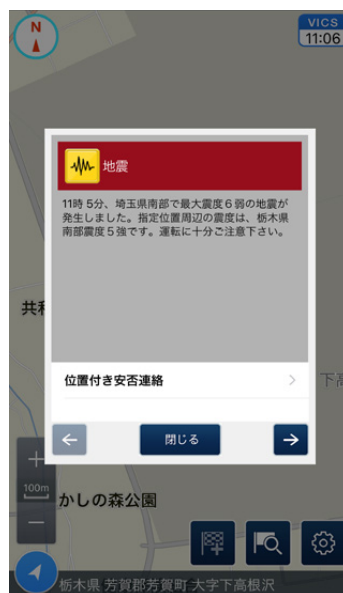 N
VICS
11:06
地震
11時 5分、埼玉県南部で最大震度6弱の地震が
発生しました。指定位置周辺の震度は、栃木県
南部震度5強です。運転に十分ご注意下さい。
共和
下高
位置付き安否連絡
閉じる
100m
かしの森公園
栃木県 芳賀郡芳賀町 大字下高根沢